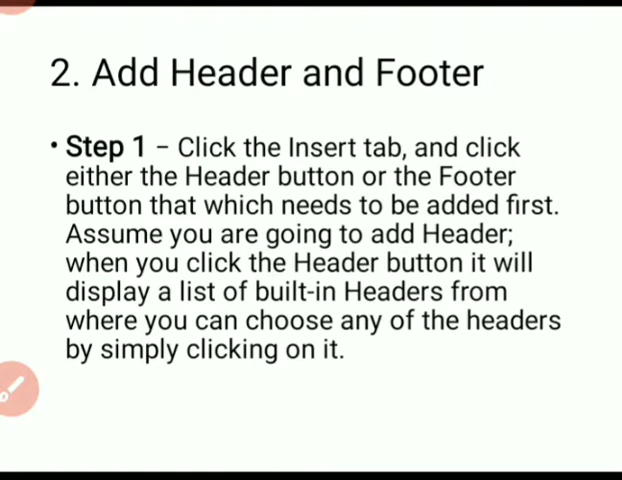 2. Add Header and Footer
• Step 1 – Click the Insert tab, and click
either the Header button or the Footer
button that which needs to be added first.
Assume you are going to add Header;
when you click the Header button it will
display a list of built-in Headers from
where you can choose any of the headers
by simply clicking on it.